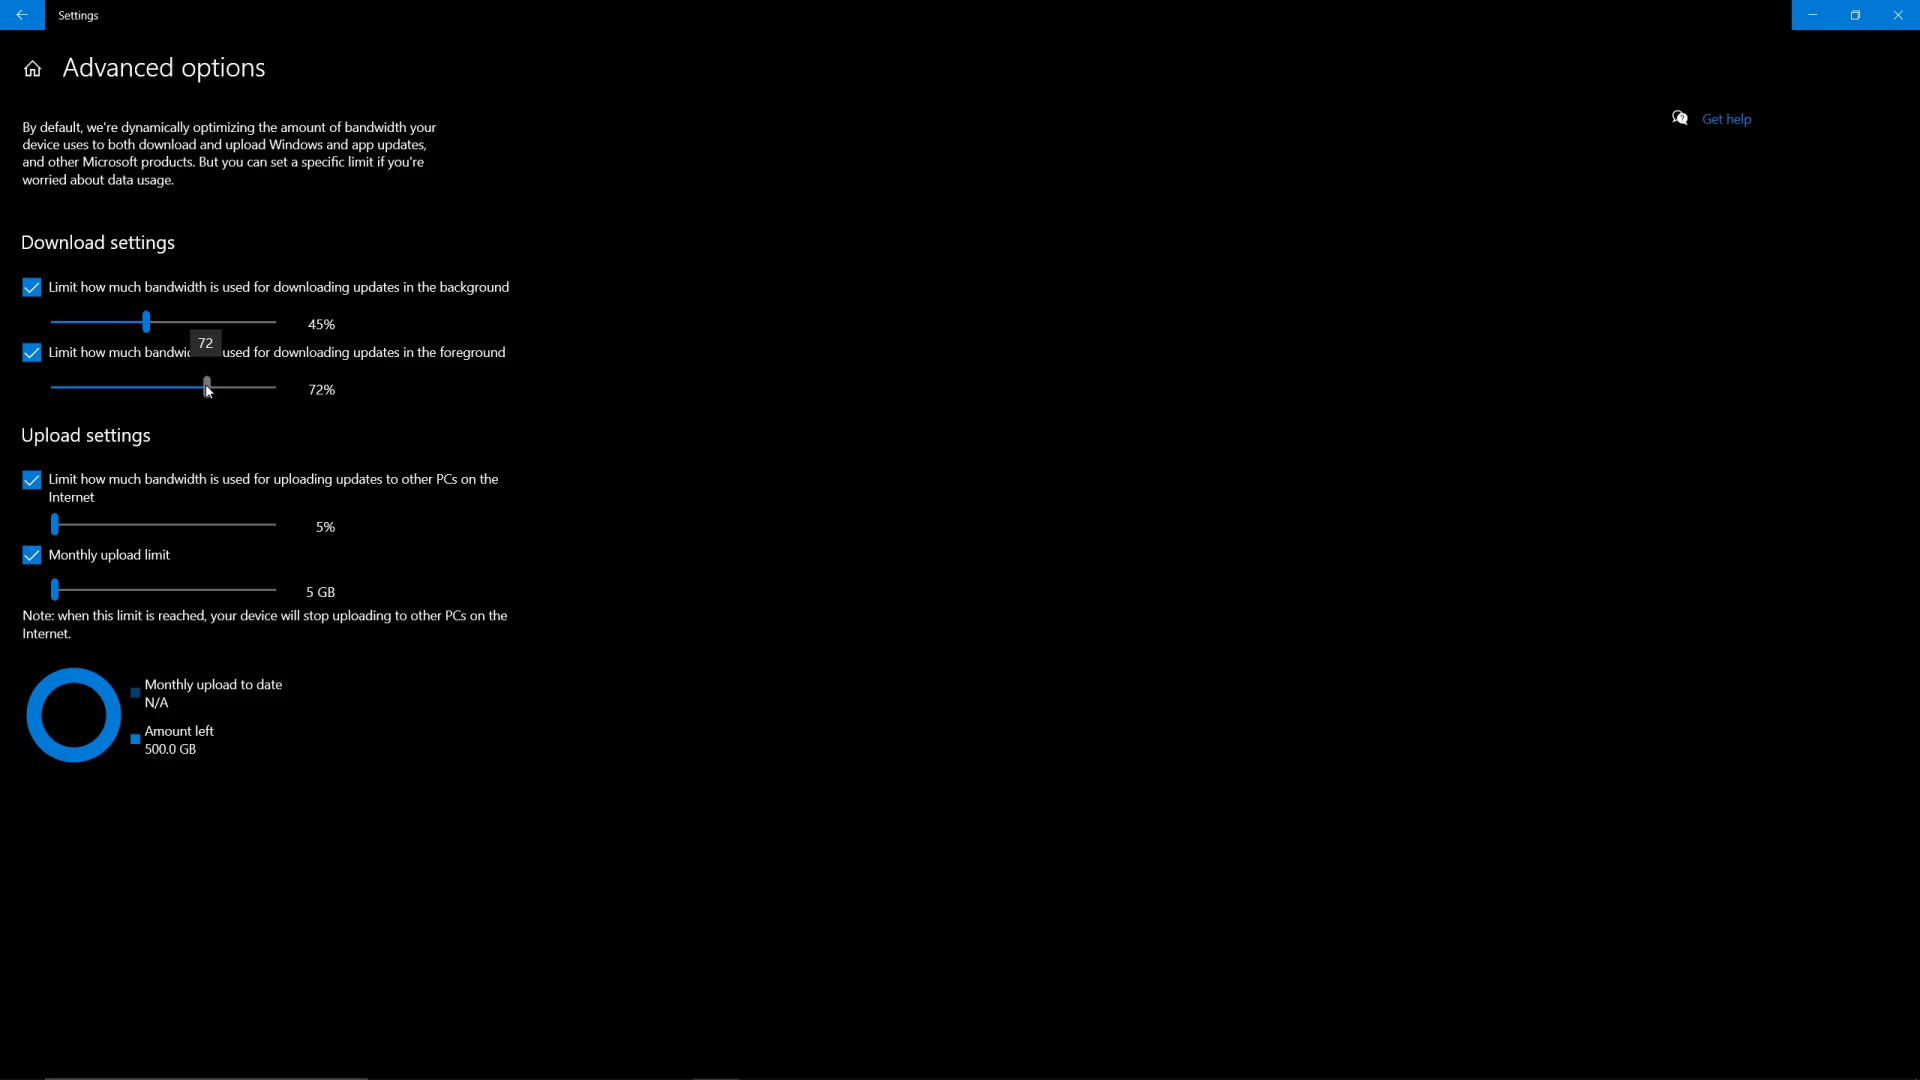 Settings
Advanced options
Get help
By default, we're dynamically optimizing the amount of bandwidth your
device uses to both download and upload Windows and app updates,
and other Microsoft products. But you can set a specific limit if you're
worried about data usage.
Download settings
Limit how much bandwidth is used for downloading updates in the background
45%
72
Limit how much bandwi used for downloading updates in the foreground
72%
Upload settings
Limit how much bandwidth is used for uploading updates to other PCs on the
Internet
5%
Monthly upload limit
5 GB
Note: when this limit is reached, your device will stop uploading to other PCs on the
Internet.
Monthly upload to date
N/A
Amount left
500.0 GB